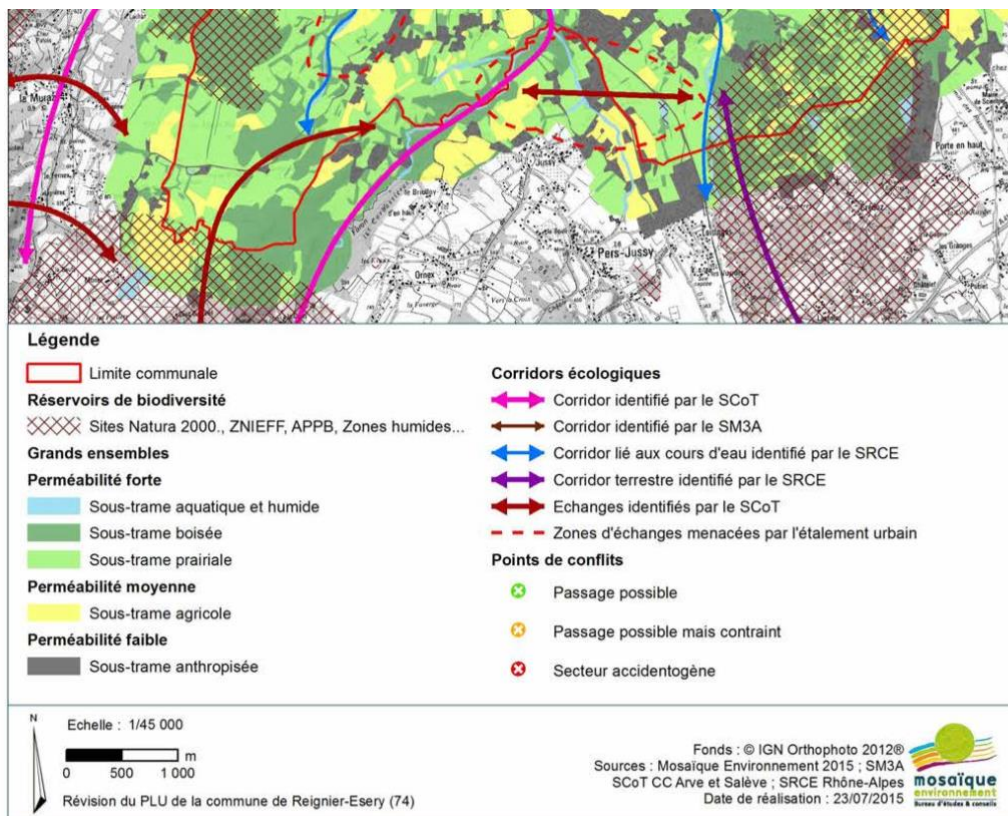 la Muraz
Jussy
Ornex
Pers-Jussy
Vers la Croix
Porte en haut
les Granges
Légende
Limite communale
Réservoirs de biodiversité
Sites Natura 2000., ZNIEFF, APPB, Zones humides...
Grands ensembles
Perméabilité forte
Sous-trame aquatique et humide
Sous-trame boisée
Sous-trame prairiale
Perméabilité moyenne
Sous-trame agricole
Perméabilité faible
Sous-trame anthropisée
Corridors écologiques
Corridor identifié par le SCoT
Corridor identifié par le SM3A
Corridor lié aux cours d'eau identifié par le SRCE
Corridor terrestre identifié par le SRCE
Echanges identifiés par le SCoT
Zones d'échanges menacées par l'étalement urbain
Points de conflits
Passage possible
Passage possible mais contraint
Secteur accidentogène
N
Echelle : 1/45 000
m
0 500 1 000
Révision du PLU de la commune de Reignier-Esery (74)
Fonds : © IGN Orthophoto 2012®
Sources : Mosaïque Environnement 2015 ; SM3A
SCoT CC Arve et Salève ; SRCE Rhône-Alpes
Date de réalisation : 23/07/2015
mosaïque
environnement
Bureau d'études & conseils